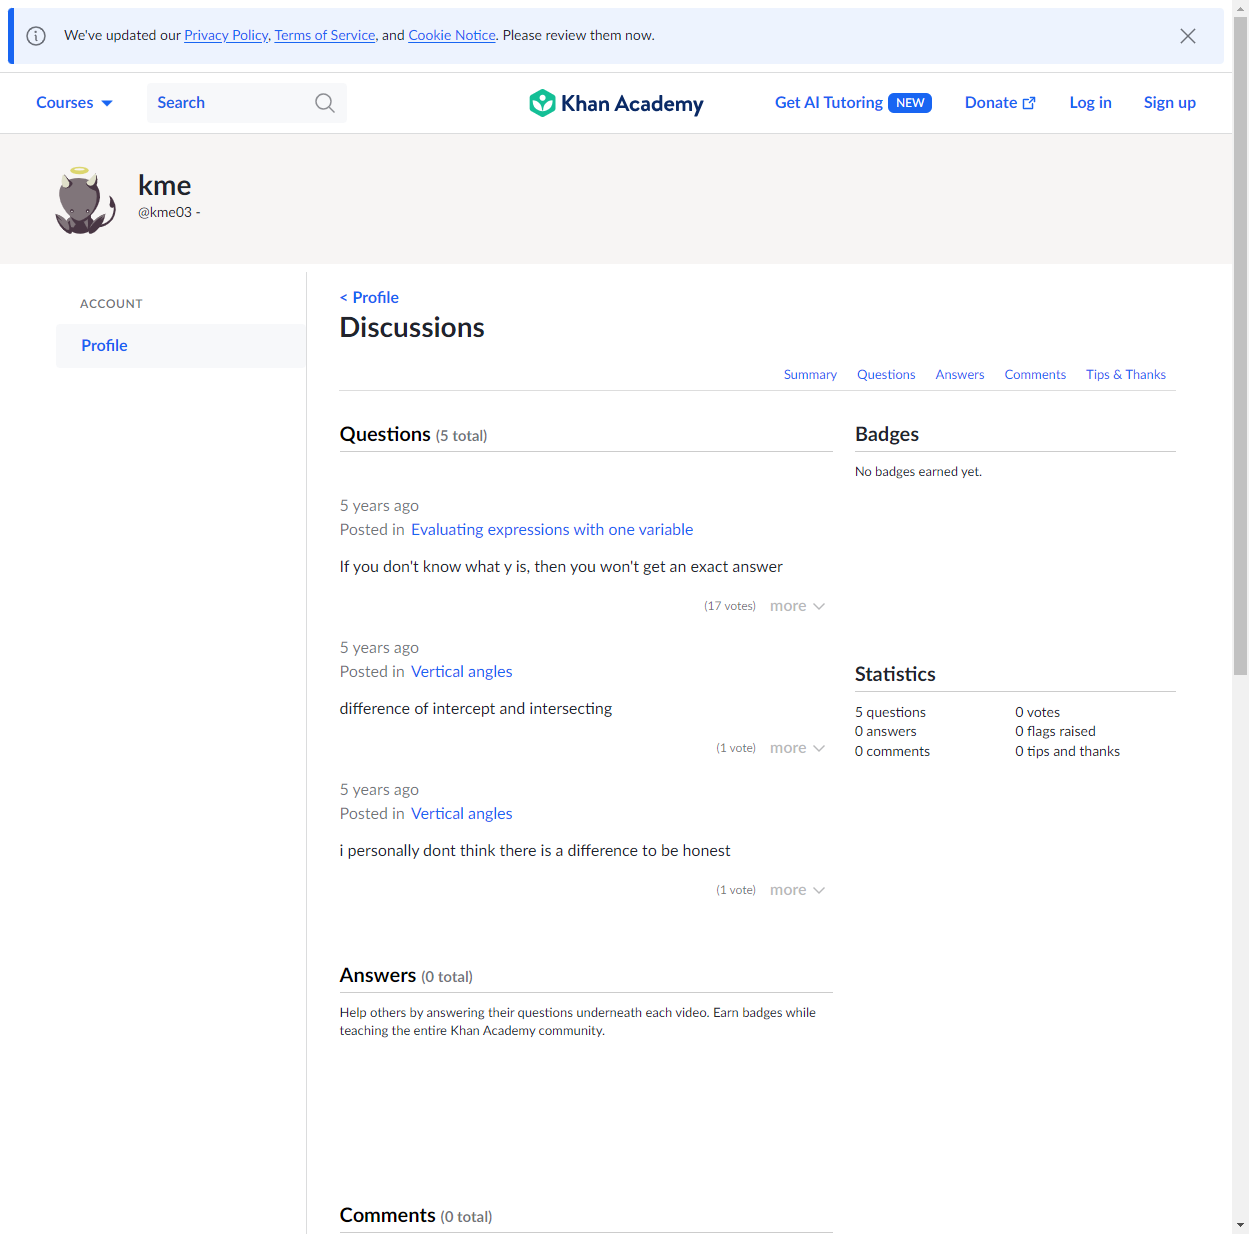 We've updated our Privacy Policy, Terms of Service, and Cookie Notice. Please review them now.
Courses
Search
Khan Academy
Get AI Tutoring NEW
Donate
Log in
Sign up
kme
@kme03 -
ACCOUNT
Profile
< Profile
Discussions
Summary
Questions
Answers
Comments
Tips & Thanks
Questions (5 total)
5 years ago
Posted in Evaluating expressions with one variable
If you don't know what y is, then you won't get an exact answer
(17 votes) more
5 years ago
Posted in Vertical angles
difference of intercept and intersecting
(1 vote) more
5 years ago
Posted in Vertical angles
i personally dont think there is a difference to be honest
(1 vote) more
Answers (0 total)
Help others by answering their questions underneath each video. Earn badges while
teaching the entire Khan Academy community.
Comments (0 total)
Badges
No badges earned yet.
Statistics
5 questions
0 votes
0 answers
0 flags raised
0 comments
0 tips and thanks